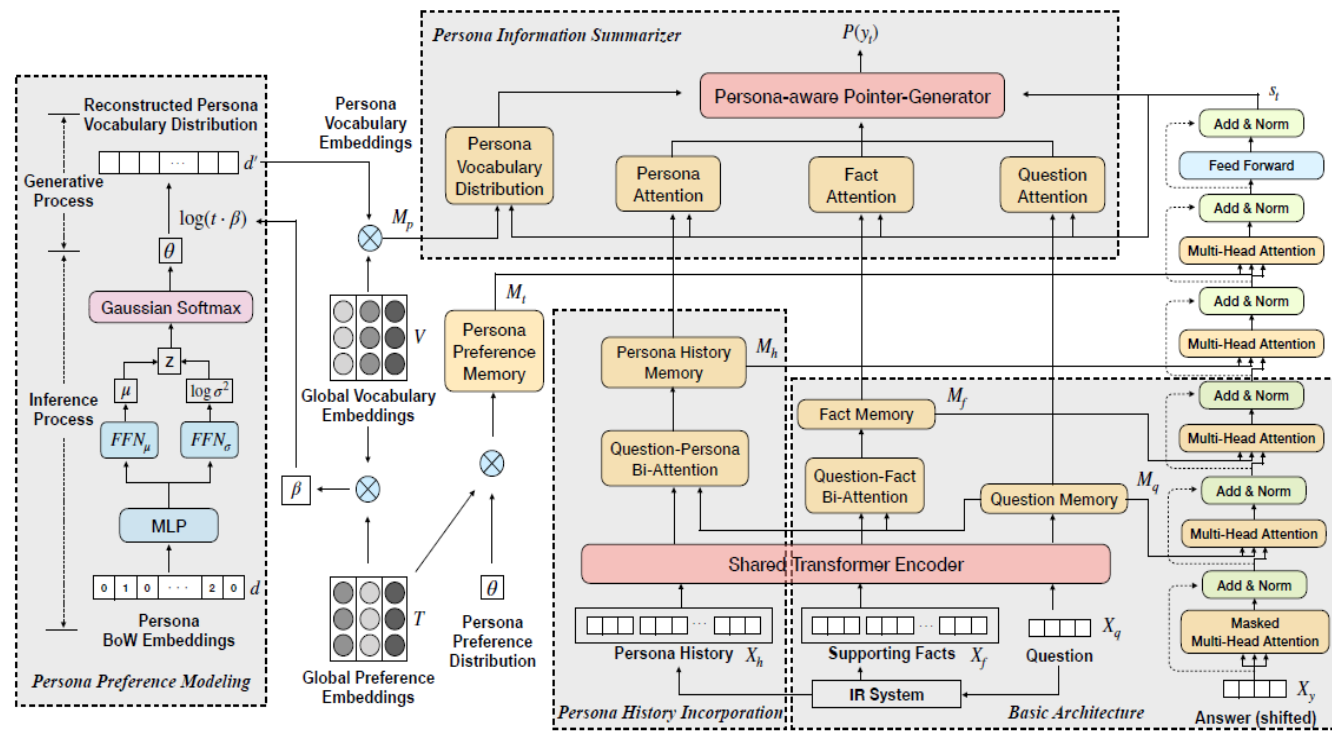 Persona Information Summarizer
P(y_t)
Persona-aware Pointer-Generator
Persona
Vocabulary
Distribution
Persona
Attention
Fact
Attention
Question
Attention
s_t
Add & Norm
Feed Forward
Add & Norm
Multi-Head Attention
Add & Norm
Multi-Head Attention
Add & Norm
Multi-Head Attention
Add & Norm
Multi-Head Attention
Add & Norm
Masked
Multi-Head Attention
X_y
Answer (shifted)
Reconstructed Persona
Vocabulary Distribution
··· d′
Generative
Process
log(t · β)
θ
Gaussian Softmax
z
μ
log σ²
Inference
Process
FFN_μ
FFN_σ
MLP
0 1 0 · · · 2 0 d
Persona
BoW Embeddings
Persona Preference Modeling
Persona
Vocabulary
Embeddings
M_p
V
Global Vocabulary
Embeddings
β
T
Global Preference
Embeddings
M_t
Persona
Preference
Memory
θ
Persona
Preference
Distribution
Persona History
Memory
M_h
Question-Persona
Bi-Attention
Fact Memory
M_f
Question-Fact
Bi-Attention
Question Memory
M_q
Shared Transformer Encoder
···
Persona History X_h
···
Supporting Facts X_f
X_q
Question
IR System
Persona History Incorporation
Basic Architecture